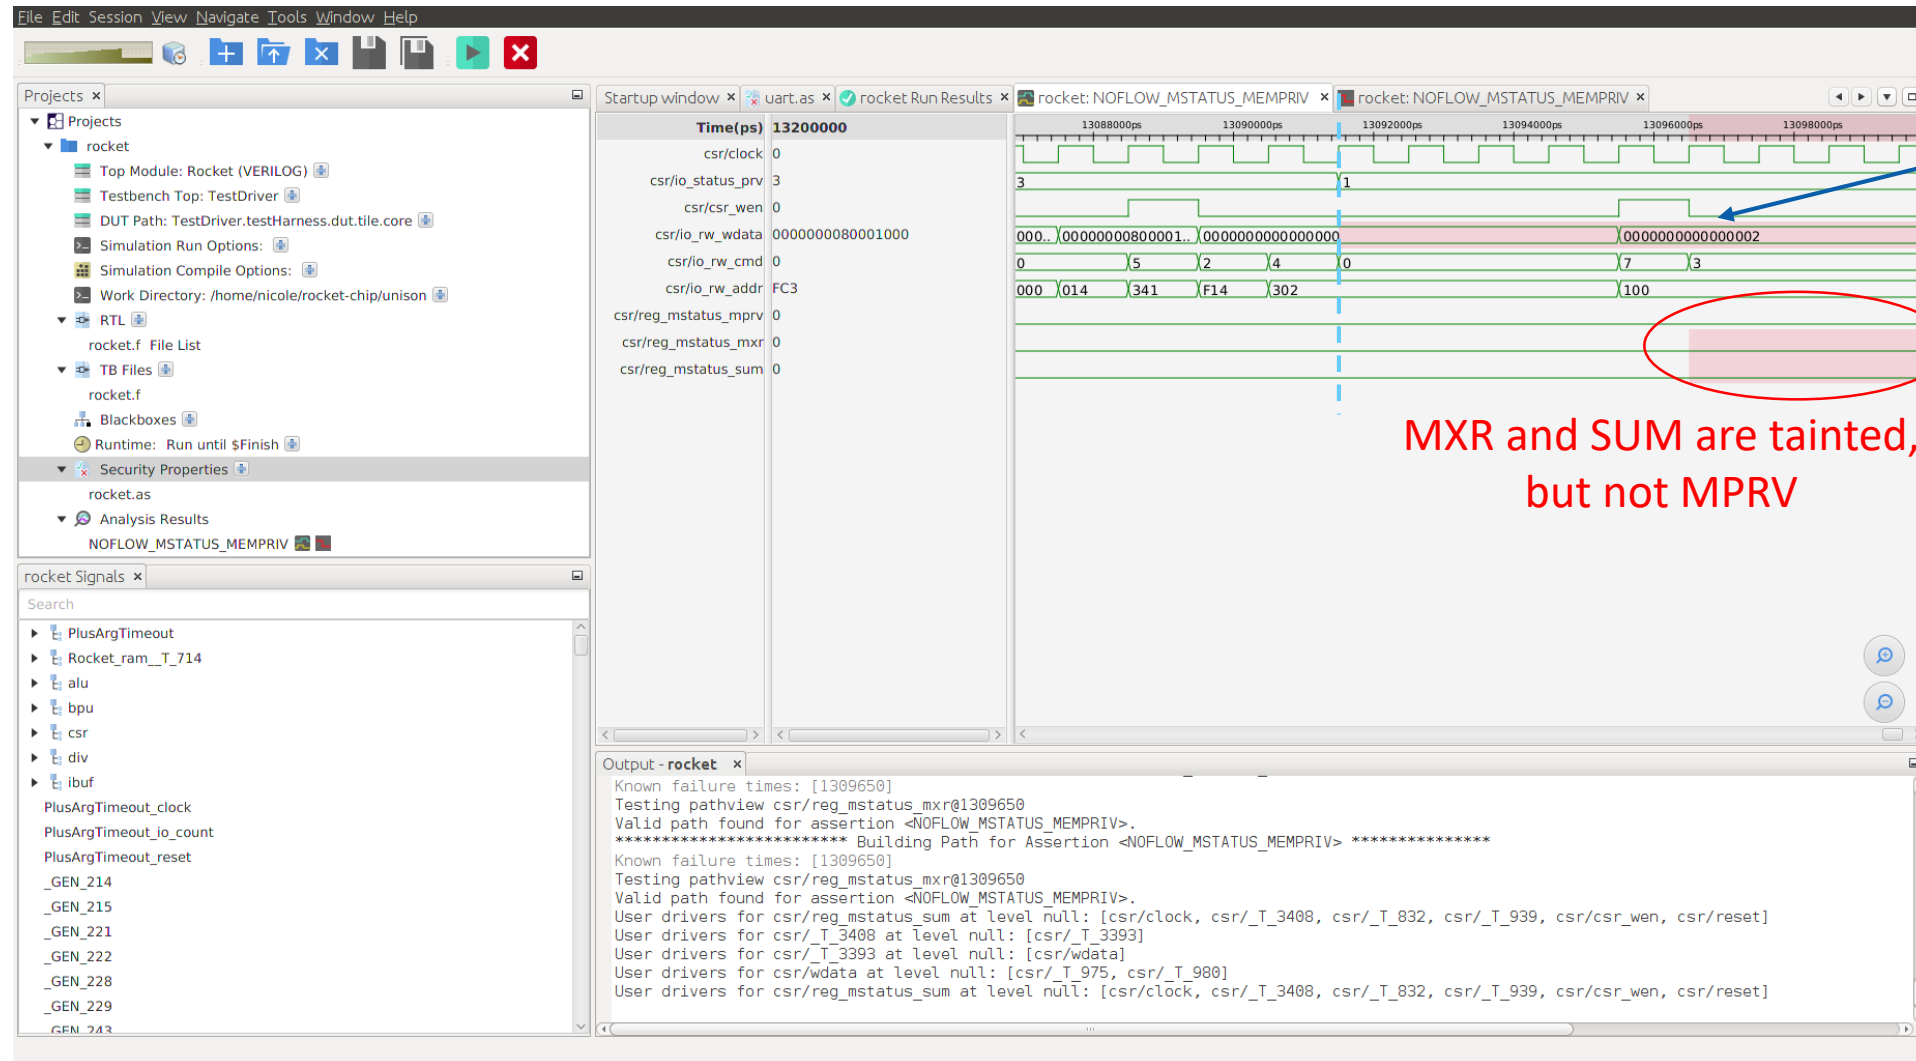 File Edit Session View Navigate Tools Window Help
Projects
Projects
rocket
Top Module: Rocket (VERILOG)
Testbench Top: TestDriver
DUT Path: TestDriver.testHarness.dut.tile.core
Simulation Run Options:
Simulation Compile Options:
Work Directory: /home/nicole/rocket-chip/unison
RTL
rocket.f File List
TB Files
rocket.f
Blackboxes
Runtime: Run until $Finish
Security Properties
rocket.as
Analysis Results
NOFLOW_MSTATUS_MEMPRIV
rocket Signals
Search
PlusArgTimeout
Rocket_ram__T_714
alu
bpu
csr
div
ibuf
PlusArgTimeout_clock
PlusArgTimeout_io_count
PlusArgTimeout_reset
_GEN_214
_GEN_215
_GEN_221
_GEN_222
_GEN_228
_GEN_229
_GEN_243
Startup window uart.as rocket Run Results rocket: NOFLOW_MSTATUS_MEMPRIV rocket: NOFLOW_MSTATUS_MEMPRIV
Time(ps) 13200000 13088000ps 13090000ps 13092000ps 13094000ps 13096000ps 13098000ps
csr/clock 0
csr/io_status_prv 3 3 1
csr/csr_wen 0
csr/io_rw_wdata 0000000080001000 000.. 00000000800001.. 0000000000000000 0000000000000002
csr/io_rw_cmd 0 0 5 2 4 0 7 3
csr/io_rw_addr FC3 000 014 341 F14 302 100
csr/reg_mstatus_mprv 0
csr/reg_mstatus_mxr 0
csr/reg_mstatus_sum 0
MXR and SUM are tainted,
but not MPRV
Output - rocket
Known failure times: [1309650]
Testing pathview csr/reg_mstatus_mxr@1309650
Valid path found for assertion <NOFLOW_MSTATUS_MEMPRIV>.
************************* Building Path for Assertion <NOFLOW_MSTATUS_MEMPRIV> ***************
Known failure times: [1309650]
Testing pathview csr/reg_mstatus_mxr@1309650
Valid path found for assertion <NOFLOW_MSTATUS_MEMPRIV>.
User drivers for csr/reg_mstatus_sum at level null: [csr/clock, csr/_T_3408, csr/_T_832, csr/_T_939, csr/csr_wen, csr/reset]
User drivers for csr/_T_3408 at level null: [csr/_T_3393]
User drivers for csr/_T_3393 at level null: [csr/wdata]
User drivers for csr/wdata at level null: [csr/_T_975, csr/_T_980]
User drivers for csr/reg_mstatus_sum at level null: [csr/clock, csr/_T_3408, csr/_T_832, csr/_T_939, csr/csr_wen, csr/reset]